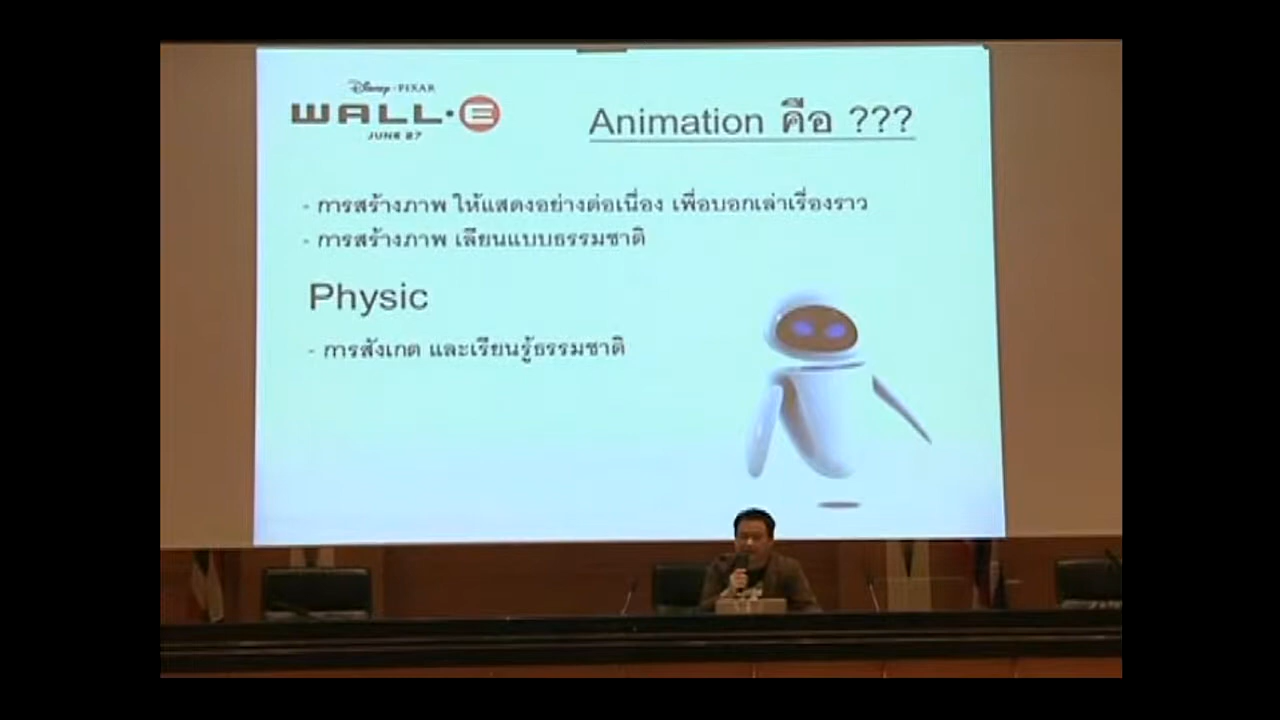 Disney · PIXAR
WALL·E
JUNE 27
Animation คือ ???
- การสร้างภาพ ให้แสดงอย่างต่อเนื่อง เพื่อบอกเล่าเรื่องราว
- การสร้างภาพ เลียนแบบธรรมชาติ
Physic
- การสังเกต และเรียนรู้ธรรมชาติ